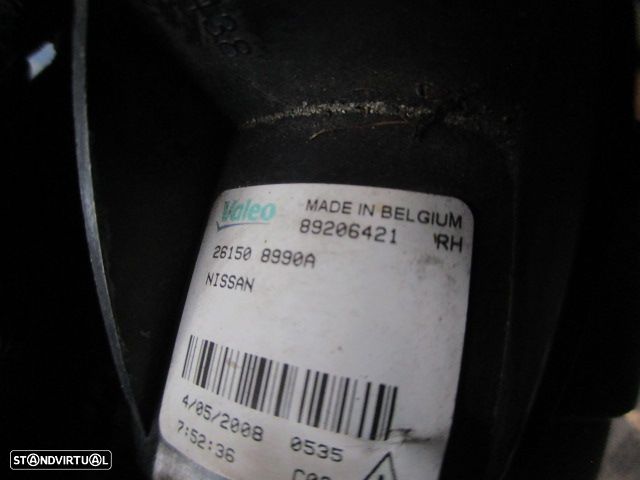 Valeo
MADE IN BELGIUM
89206421 RH
26150 8990A
NISSAN
4/05/2008 0535
7:52:36
STANDVIRTUAL